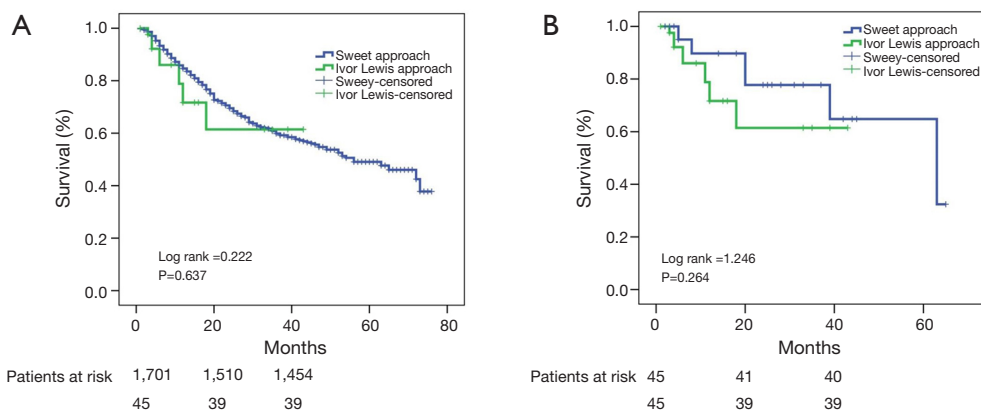 A
1.0
0.8
0.6
0.4
0.2
0.0
Survival (%)
Sweet approach
Ivor Lewis approach
Sweey-censored
Ivor Lewis-censored
Log rank =0.222
P=0.637
0 20 40 60 80
Months
Patients at risk 1,701 1,510 1,454
45 39 39
B
1.0
0.8
0.6
0.4
0.2
0.0
Survival (%)
Sweet approach
Ivor Lewis approach
Sweey-censored
Ivor Lewis-censored
Log rank =1.246
P=0.264
0 20 40 60
Months
Patients at risk 45 41 40
45 39 39